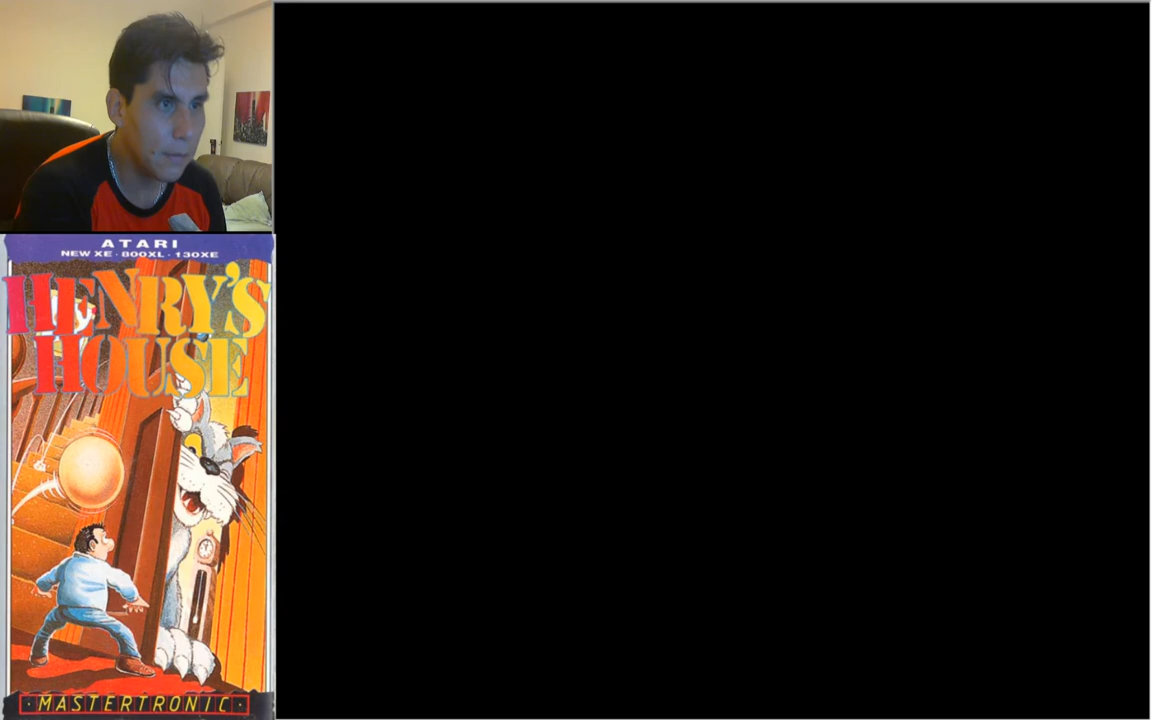 ATARI
NEW XE · 800XL · 130XE
HENRY'S
HOUSE
· MASTERTRONIC ·